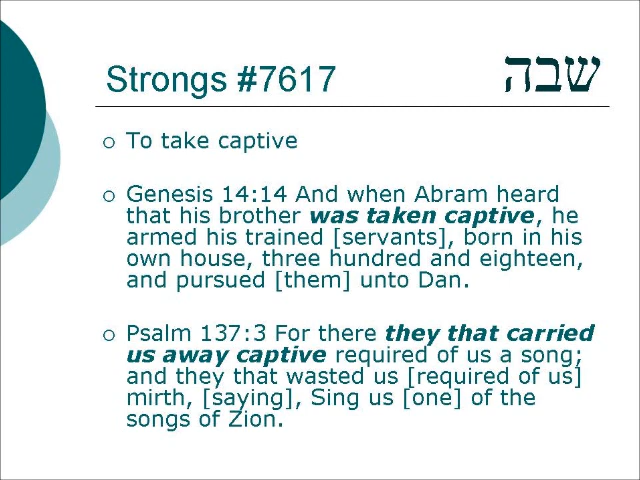 Strongs #7617 שבה
To take captive
Genesis 14:14 And when Abram heard
that his brother was taken captive, he
armed his trained [servants], born in his
own house, three hundred and eighteen,
and pursued [them] unto Dan.
Psalm 137:3 For there they that carried
us away captive required of us a song;
and they that wasted us [required of us]
mirth, [saying], Sing us [one] of the
songs of Zion.